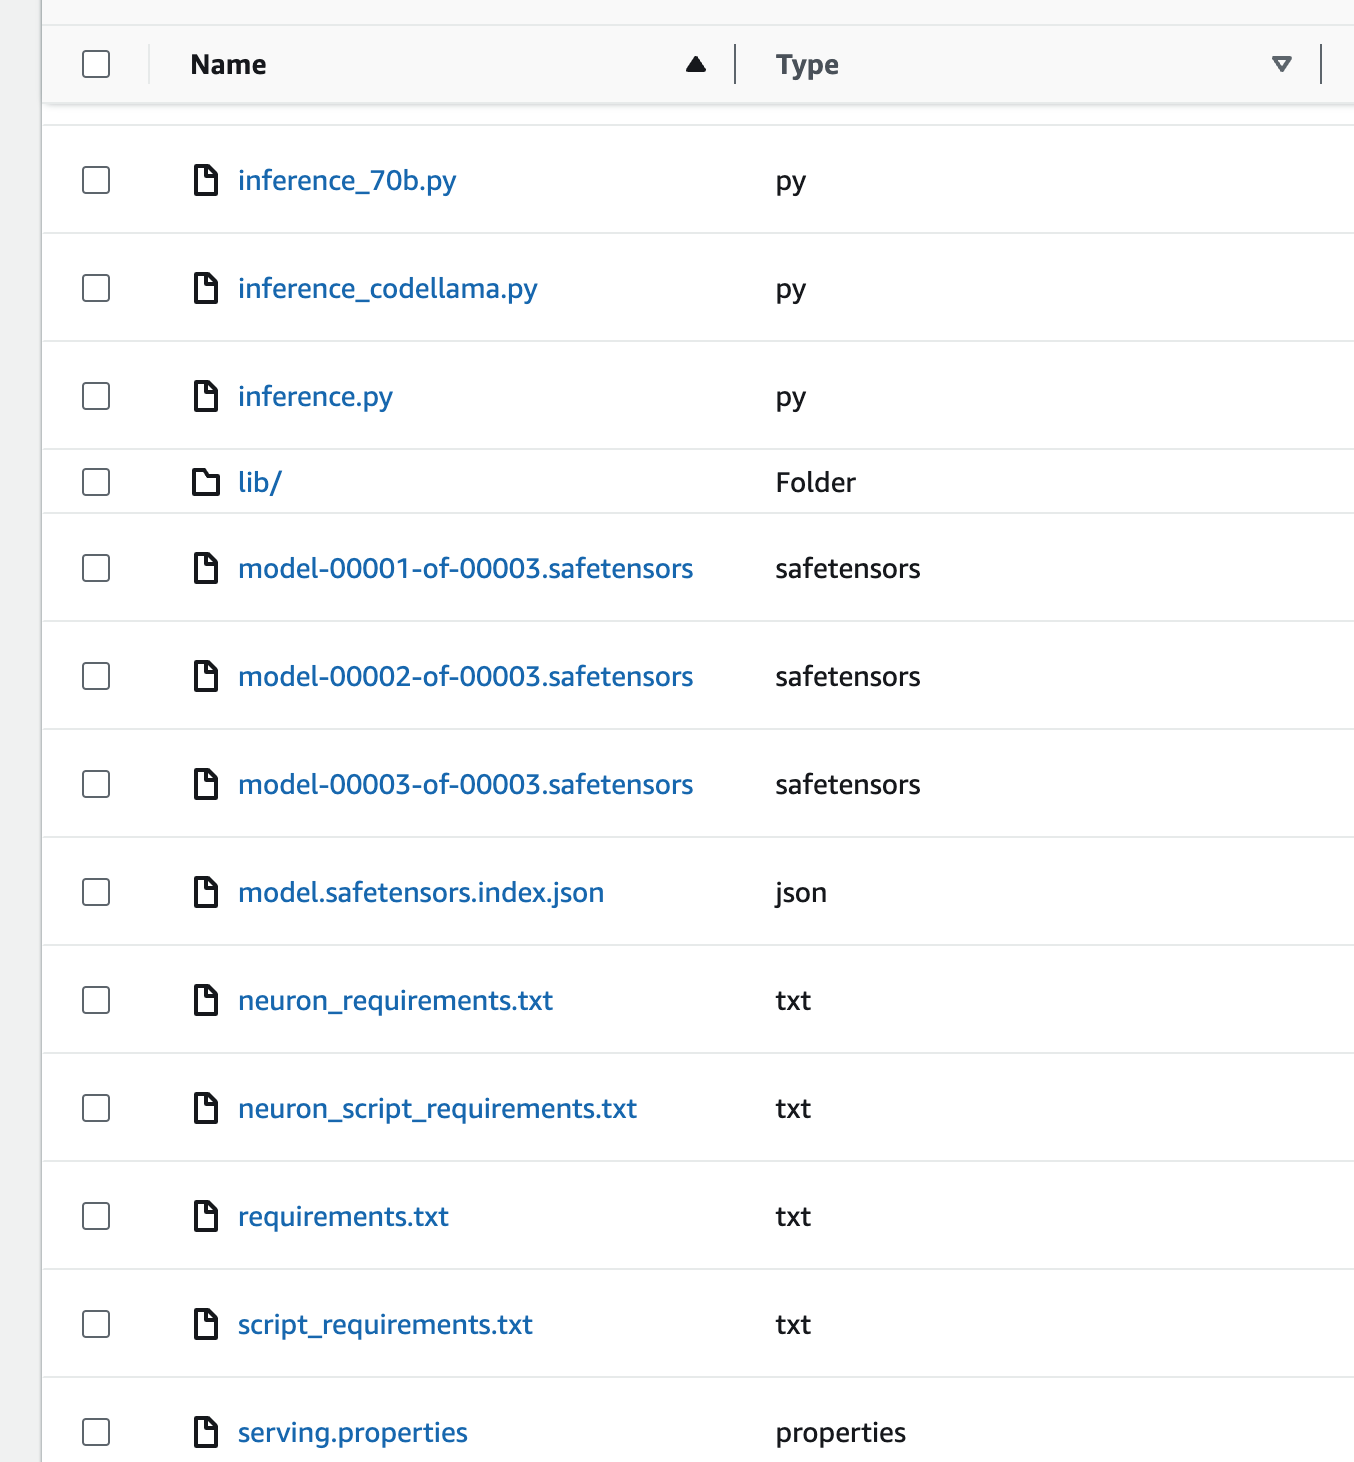 Name Type
inference_70b.py py
inference_codellama.py py
inference.py py
lib/ Folder
model-00001-of-00003.safetensors safetensors
model-00002-of-00003.safetensors safetensors
model-00003-of-00003.safetensors safetensors
model.safetensors.index.json json
neuron_requirements.txt txt
neuron_script_requirements.txt txt
requirements.txt txt
script_requirements.txt txt
serving.properties properties